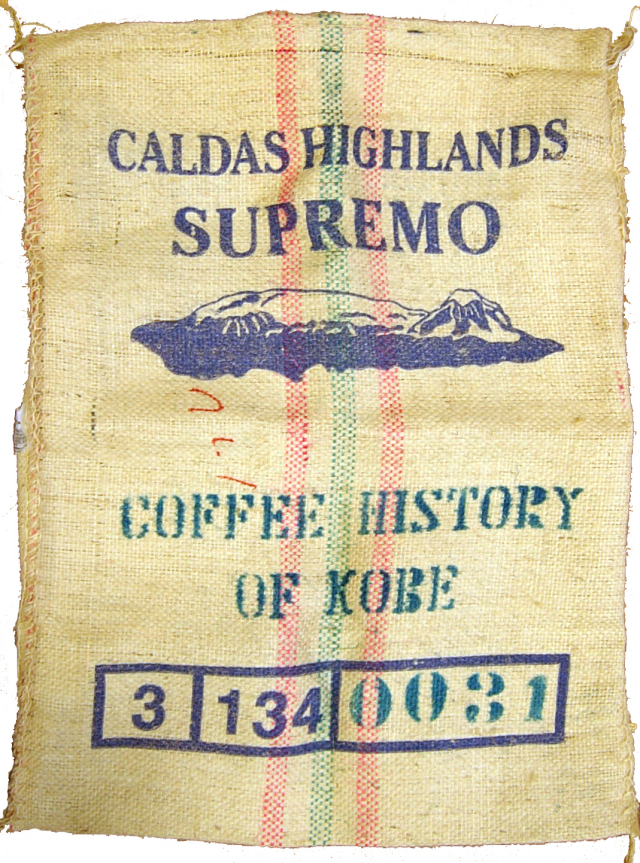 CALDAS HIGHLANDS
SUPREMO
COFFEE HISTORY
OF KOBE
3 134 0031